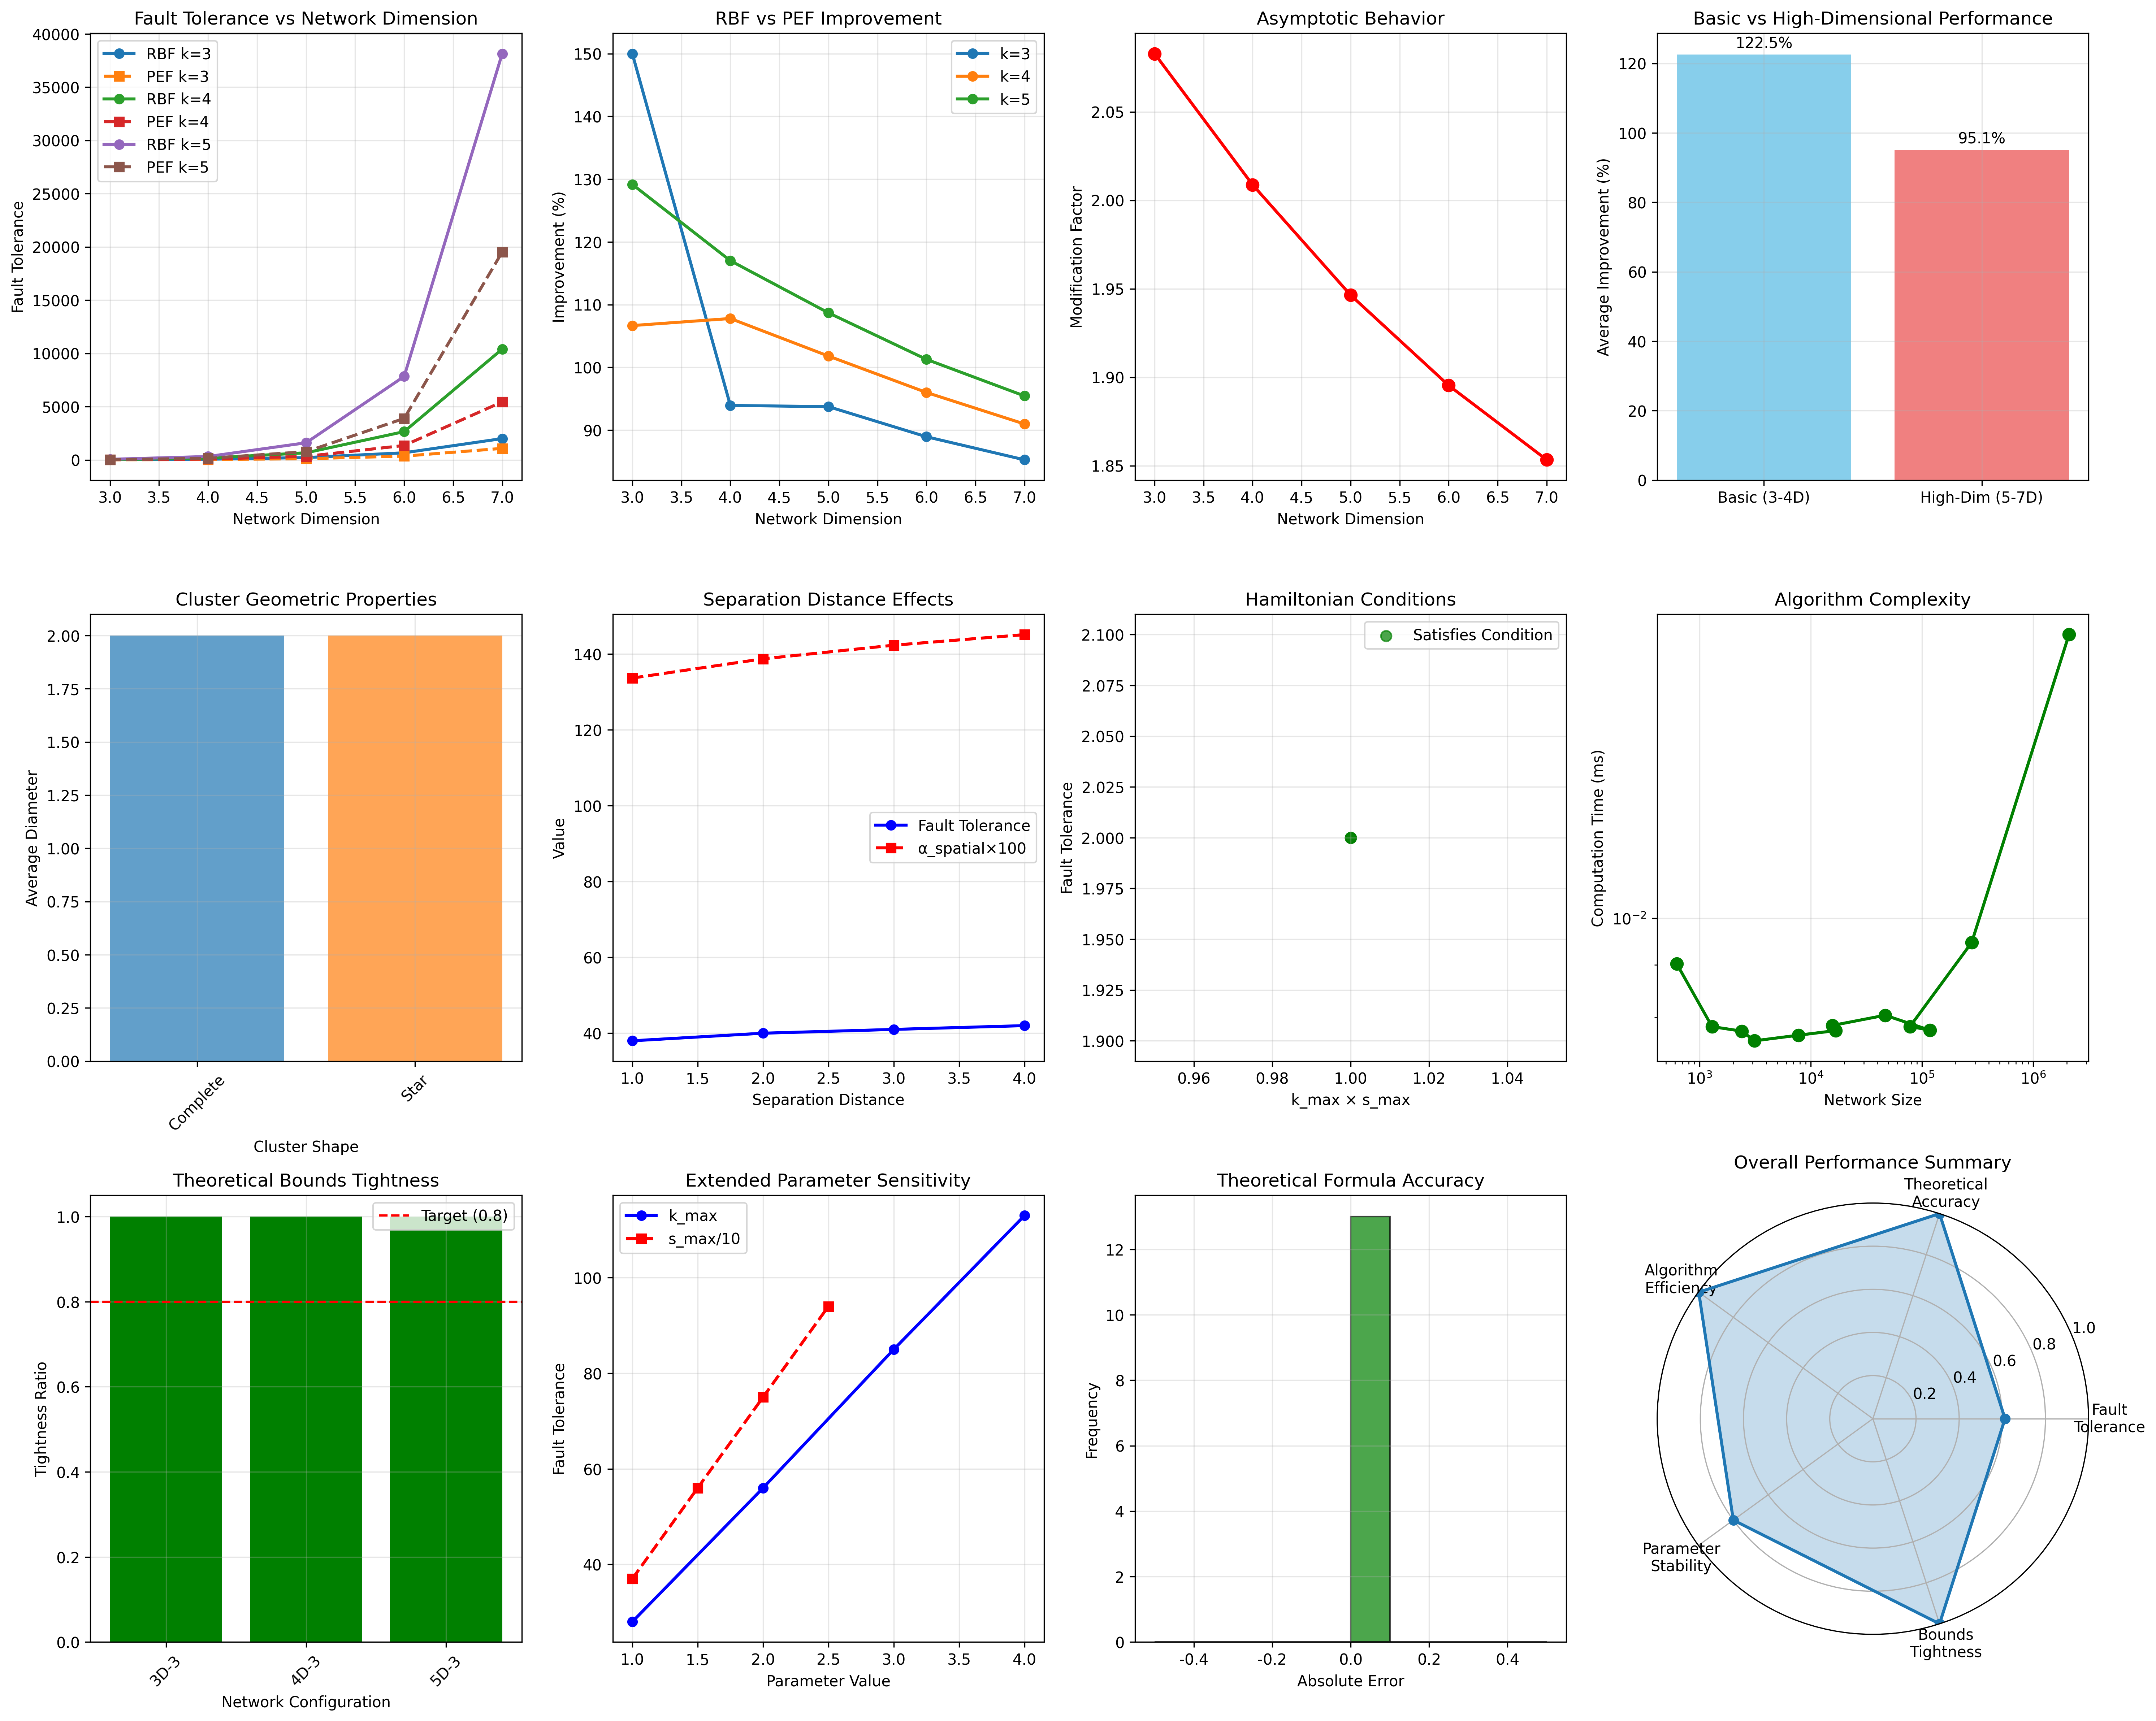 Fault Tolerance vs Network Dimension
40000
35000
30000
25000
20000
15000
10000
5000
0
Fault Tolerance
RBF k=3
PEF k=3
RBF k=4
PEF k=4
RBF k=5
PEF k=5
3.0 3.5 4.0 4.5 5.0 5.5 6.0 6.5 7.0
Network Dimension
RBF vs PEF Improvement
150
140
130
120
110
100
90
Improvement (%)
k=3
k=4
k=5
3.0 3.5 4.0 4.5 5.0 5.5 6.0 6.5 7.0
Network Dimension
Asymptotic Behavior
2.05
2.00
1.95
1.90
1.85
Modification Factor
3.0 3.5 4.0 4.5 5.0 5.5 6.0 6.5 7.0
Network Dimension
Basic vs High-Dimensional Performance
120
100
80
60
40
20
0
Average Improvement (%)
122.5%
95.1%
Basic (3-4D) High-Dim (5-7D)
Cluster Geometric Properties
2.00
1.75
1.50
1.25
1.00
0.75
0.50
0.25
0.00
Average Diameter
Complete
Star
Cluster Shape
Separation Distance Effects
140
120
100
80
60
40
Value
Fault Tolerance
α_spatial×100
1.0 1.5 2.0 2.5 3.0 3.5 4.0
Separation Distance
Hamiltonian Conditions
2.100
2.075
2.050
2.025
2.000
1.975
1.950
1.925
1.900
Fault Tolerance
Satisfies Condition
0.96 0.98 1.00 1.02 1.04
k_max × s_max
Algorithm Complexity
10⁻²
Computation Time (ms)
10³ 10⁴ 10⁵ 10⁶
Network Size
Theoretical Bounds Tightness
1.0
0.8
0.6
0.4
0.2
0.0
Tightness Ratio
Target (0.8)
3D-3
4D-3
5D-3
Network Configuration
Extended Parameter Sensitivity
100
80
60
40
Fault Tolerance
k_max
s_max/10
1.0 1.5 2.0 2.5 3.0 3.5 4.0
Parameter Value
Theoretical Formula Accuracy
12
10
8
6
4
2
0
Frequency
-0.4 -0.2 0.0 0.2 0.4
Absolute Error
Overall Performance Summary
Theoretical
Accuracy
Algorithm
Efficiency
1.0
0.8
0.6
0.4
0.2
Fault
Tolerance
Parameter
Stability
Bounds
Tightness